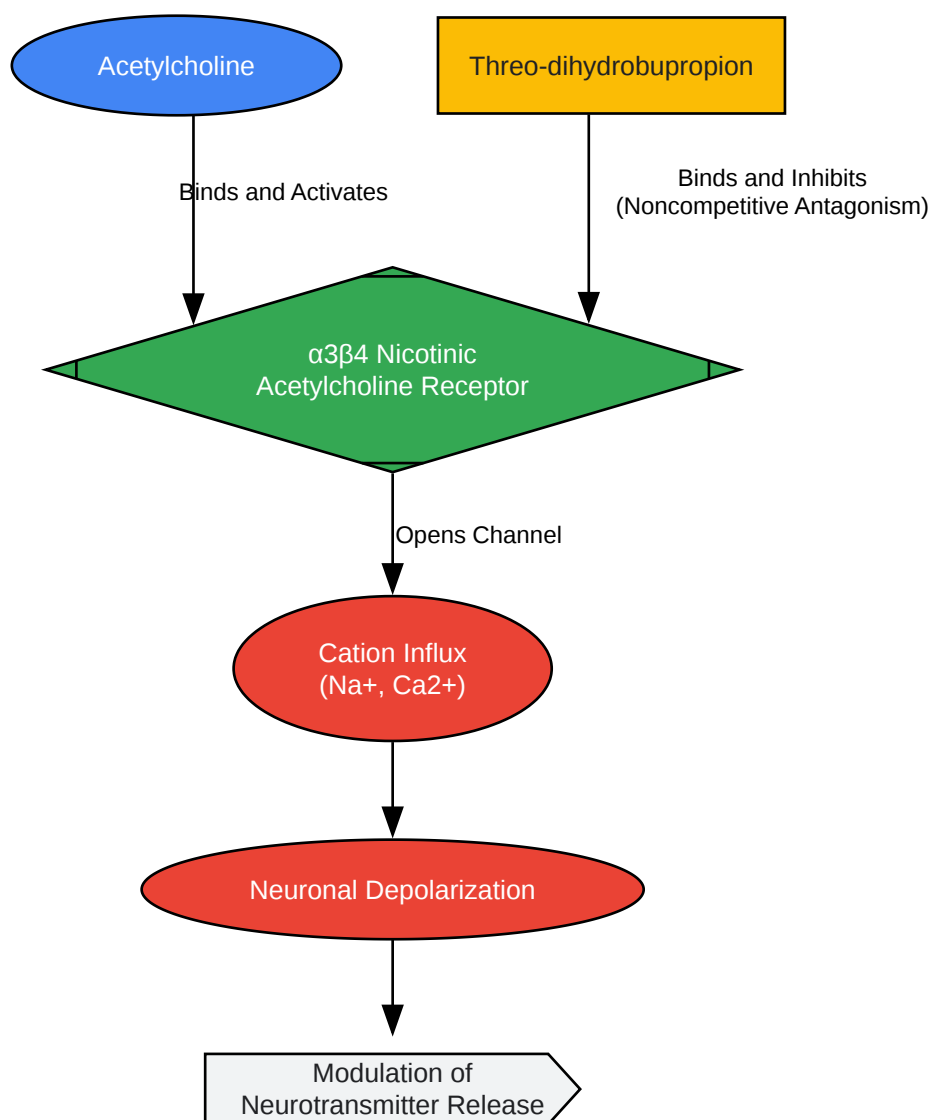 Acetylcholine
Threo-dihydrobupropion
Binds and Activates
Binds and Inhibits
(Noncompetitive Antagonism)
α3β4 Nicotinic
Acetylcholine Receptor
Opens Channel
Cation Influx
(Na+, Ca2+)
Neuronal Depolarization
Modulation of
Neurotransmitter Release